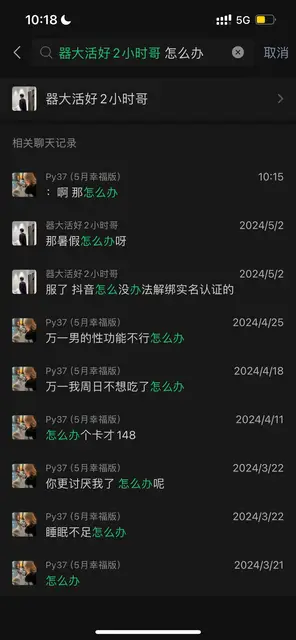 10:18
5G
器大活好2小时哥 怎么办
取消
器大活好2小时哥
相关聊天记录
Py37 (5月幸福版)
10:15
：啊 那怎么办
器大活好2小时哥
2024/5/2
那暑假怎么办呀
器大活好2小时哥
2024/5/2
服了 抖音怎么没办法解绑实名认证的
Py37 (5月幸福版)
2024/4/25
万一男的性功能不行怎么办
Py37 (5月幸福版)
2024/4/18
万一我周日不想吃了怎么办
Py37 (5月幸福版)
2024/4/11
怎么办个卡才148
Py37 (5月幸福版)
2024/3/22
你更讨厌我了 怎么办呢
Py37 (5月幸福版)
2024/3/22
睡眠不足怎么办
Py37 (5月幸福版)
2024/3/21
怎么办